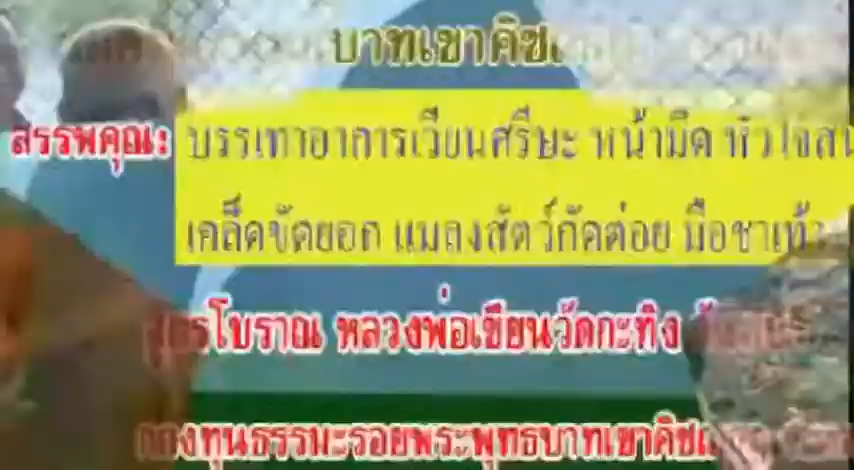 บาทเขาคิช
สรรพคุณ: บรรเทาอาการเวียนศรีษะ หน้ามืด หัวใจสั่น
เคล็ดขัดยอก แมลงสัตว์กัดต่อย มือชาเท้า
สูตรโบราณ หลวงพ่อเขียนวัดกะทิง
กองทุนธรรมะรอยพระพุทธบาทเขาคิช